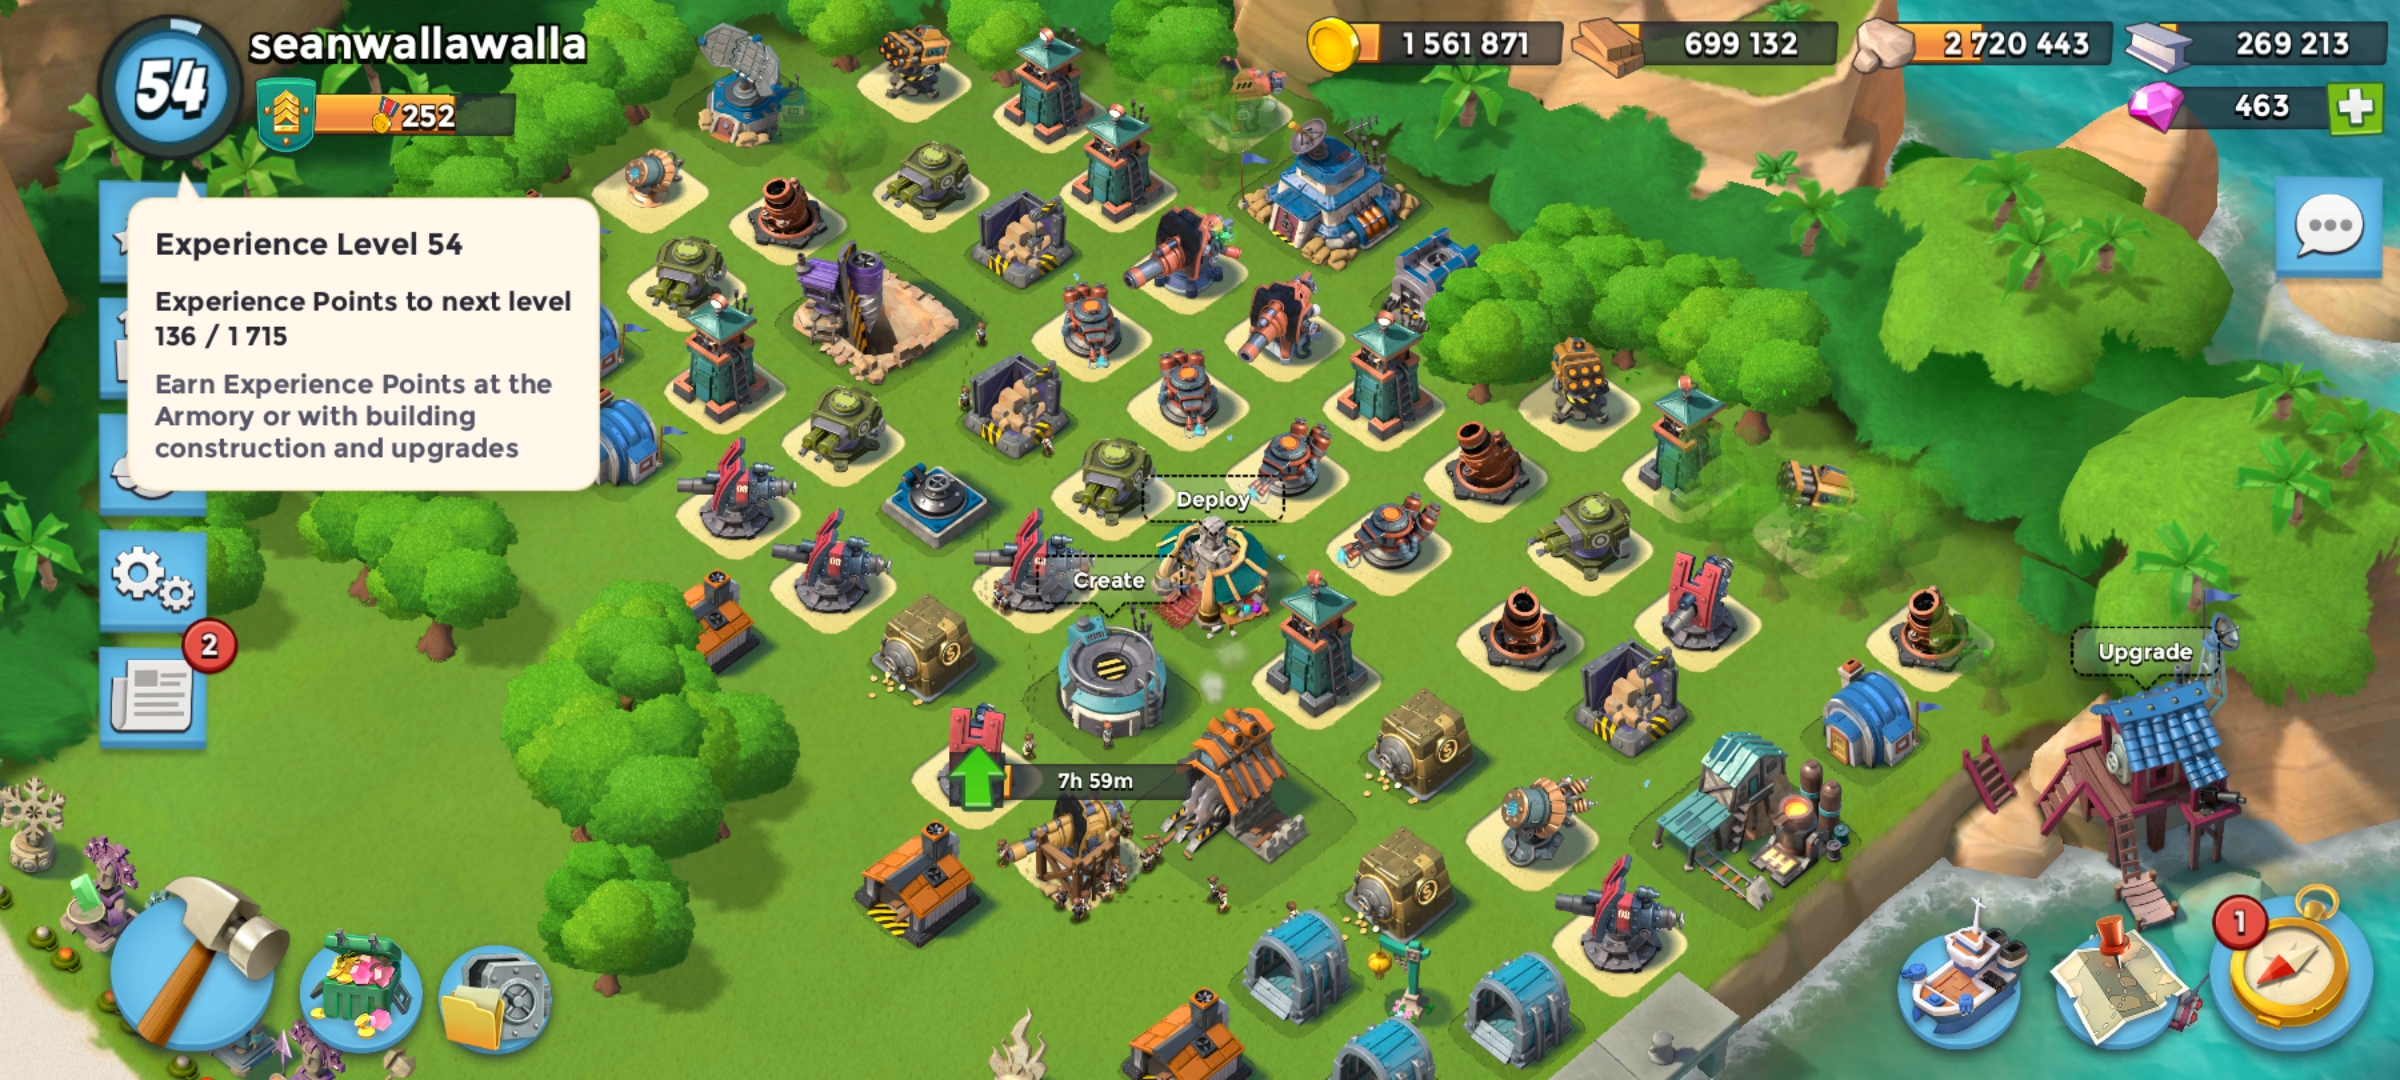 54
seanwallawalla
252
1 561 871
699 132
2 720 443
269 213
463
Experience Level 54
Experience Points to next level
136 / 1 715
Earn Experience Points at the
Armory or with building
construction and upgrades
Deploy
Create
Upgrade
2
7h 59m
1